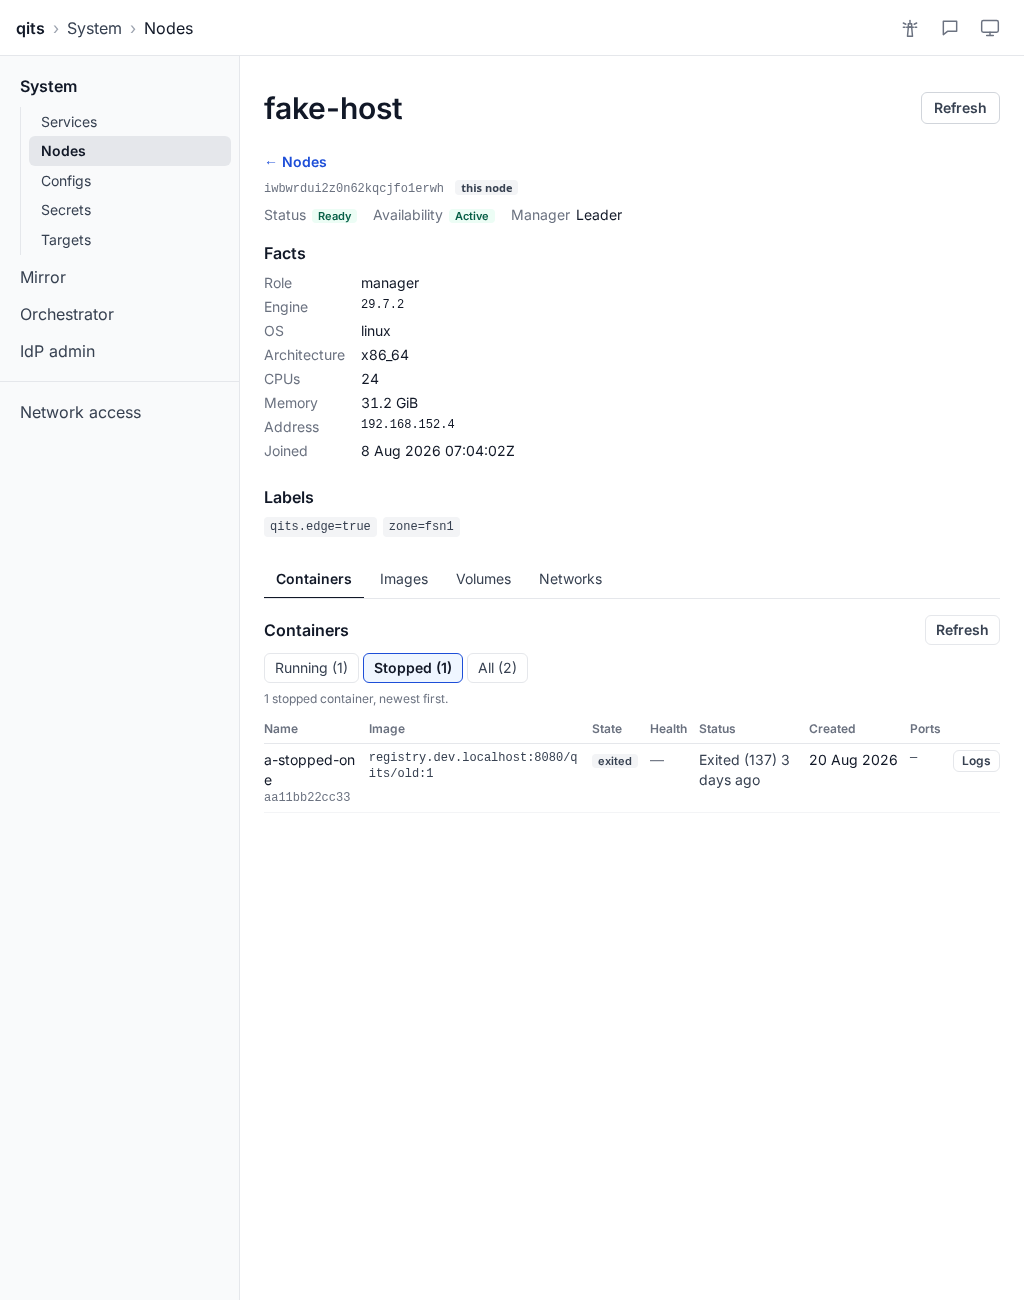 qits › System › Nodes
System
Services
Nodes
Configs
Secrets
Targets
Mirror
Orchestrator
IdP admin
Network access
fake-host
Refresh
← Nodes
iwbwrdui2z0n62kqcjfo1erwh this node
Status Ready Availability Active Manager Leader
Facts
Role manager
Engine 29.7.2
OS linux
Architecture x86_64
CPUs 24
Memory 31.2 GiB
Address 192.168.152.4
Joined 8 Aug 2026 07:04:02Z
Labels
qits.edge=true zone=fsn1
Containers Images Volumes Networks
Containers
Refresh
Running (1) Stopped (1) All (2)
1 stopped container, newest first.
Name Image State Health Status Created Ports
a-stopped-on registry.dev.localhost:8080/q exited — Exited (137) 3 20 Aug 2026 – Logs
e its/old:1 days ago
aa11bb22cc33